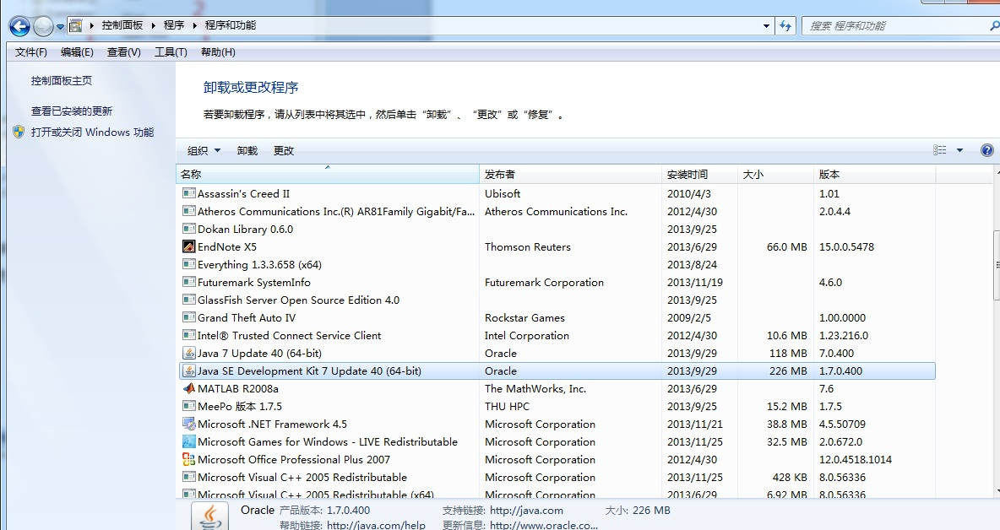 控制面板 程序 程序和功能 搜索 程序和功能
文件(F) 编辑(E) 查看(V) 工具(T) 帮助(H)
控制面板主页
查看已安装的更新
打开或关闭 Windows 功能
卸载或更改程序
若要卸载程序，请从列表中将其选中，然后单击“卸载”、“更改”或“修复”。
组织 卸载 更改
名称 发布者 安装时间 大小 版本
Assassin's Creed II Ubisoft 2010/4/3 1.01
Atheros Communications Inc.(R) AR81Family Gigabit/Fa... Atheros Communications Inc. 2012/4/30 2.0.4.4
Dokan Library 0.6.0 2013/9/25
EndNote X5 Thomson Reuters 2013/6/29 66.0 MB 15.0.0.5478
Everything 1.3.3.658 (x64) 2013/8/24
Futuremark SystemInfo Futuremark Corporation 2013/11/19 4.6.0
GlassFish Server Open Source Edition 4.0 2013/9/25
Grand Theft Auto IV Rockstar Games 2009/2/5 1.00.0000
Intel® Trusted Connect Service Client Intel Corporation 2012/4/30 10.6 MB 1.23.216.0
Java 7 Update 40 (64-bit) Oracle 2013/9/29 118 MB 7.0.400
Java SE Development Kit 7 Update 40 (64-bit) Oracle 2013/9/29 226 MB 1.7.0.400
MATLAB R2008a The MathWorks, Inc. 2013/6/29 7.6
MeePo 版本 1.7.5 THU HPC 2013/9/25 15.2 MB 1.7.5
Microsoft .NET Framework 4.5 Microsoft Corporation 2013/11/21 38.8 MB 4.5.50709
Microsoft Games for Windows - LIVE Redistributable Microsoft Corporation 2013/11/25 32.5 MB 2.0.672.0
Microsoft Office Professional Plus 2007 Microsoft Corporation 2012/4/30 12.0.4518.1014
Microsoft Visual C++ 2005 Redistributable Microsoft Corporation 2013/11/25 428 KB 8.0.56336
Microsoft Visual C++ 2005 Redistributable (x64) Microsoft Corporation 2013/6/29 6.92 MB 8.0.56336
Oracle 产品版本: 1.7.0.400 支持链接: http://java.com 大小: 226 MB
帮助链接: http://java.com/help 更新信息: http://www.oracle.co...